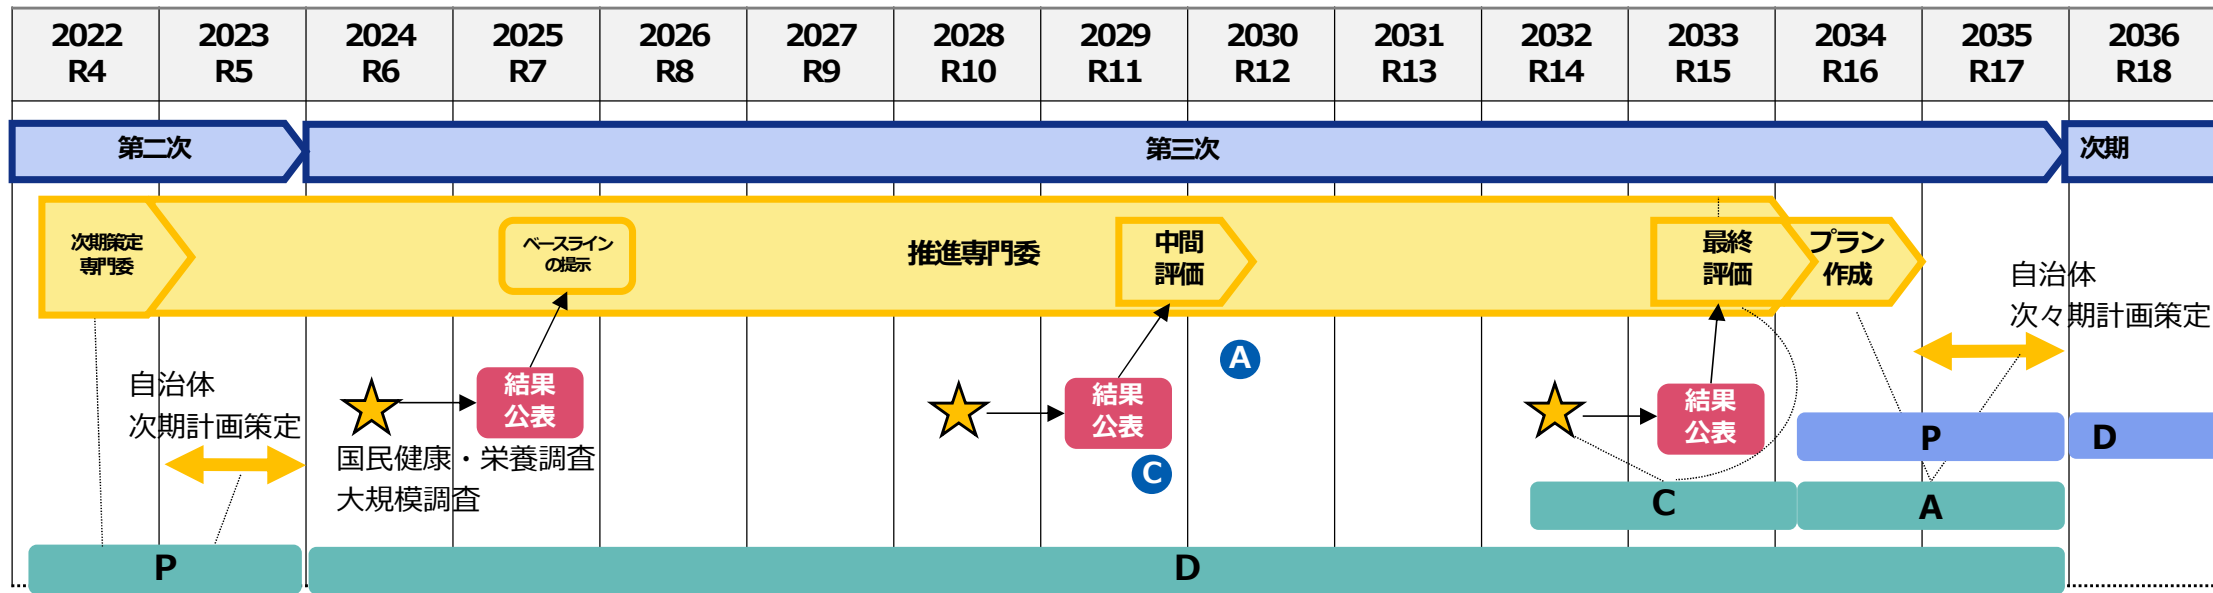 2022 2023 2024 2025 2026 2027 2028 2029 2030 2031 2032 2033 2034 2035 2036
R4 R5 R6 R7 R8 R9 R10 R11 R12 R13 R14 R15 R16 R17 R18
第二次
第三次
次期
次期策定
専門委
ベースライン
の提示
推進専門委
中間
評価
最終
評価
プラン
作成
自治体
次々期計画策定
A
自治体
次期計画策定
結果
公表
結果
公表
結果
公表
国民健康・栄養調査
大規模調査
C
P
D
C
A
P
D